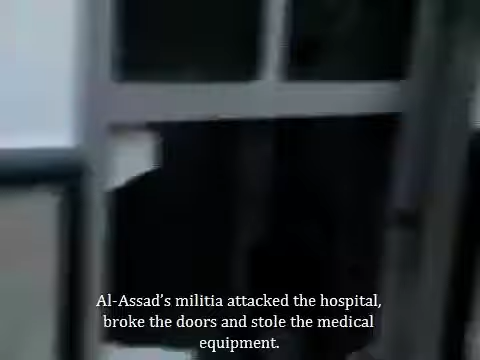 Al-Assad's militia attacked the hospital,
broke the doors and stole the medical
equipment.